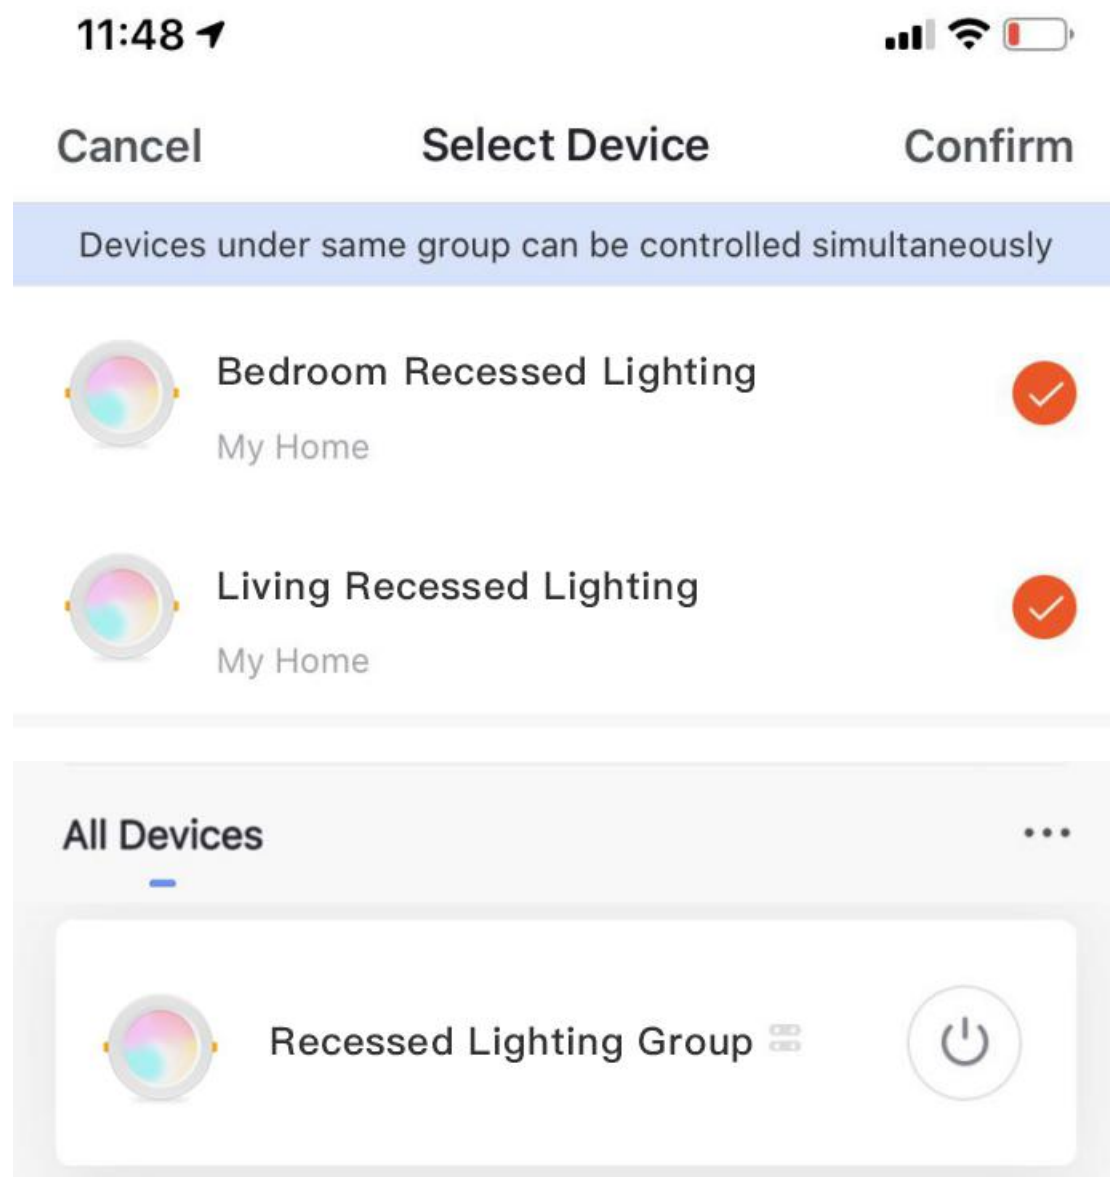 11:48
Cancel Select Device Confirm
Devices under same group can be controlled simultaneously
Bedroom Recessed Lighting
My Home
Living Recessed Lighting
My Home
All Devices
Recessed Lighting Group